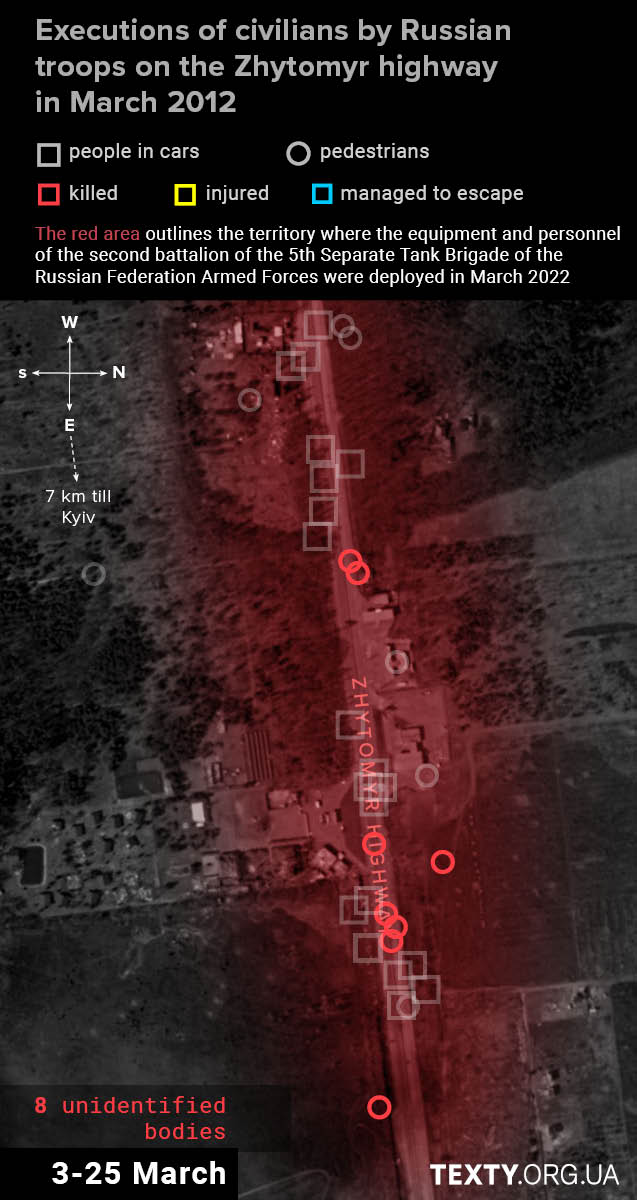 Executions of civilians by Russian
troops on the Zhytomyr highway
in March 2012
people in cars
pedestrians
killed
injured
managed to escape
The red area outlines the territory where the equipment and personnel
of the second battalion of the 5th Separate Tank Brigade of the
Russian Federation Armed Forces were deployed in March 2022
W
s
N
E
7 km till
Kyiv
ZHYTOMYR HIGHWAY
8 unidentified
bodies
3-25 March
TEXTY.ORG.UA